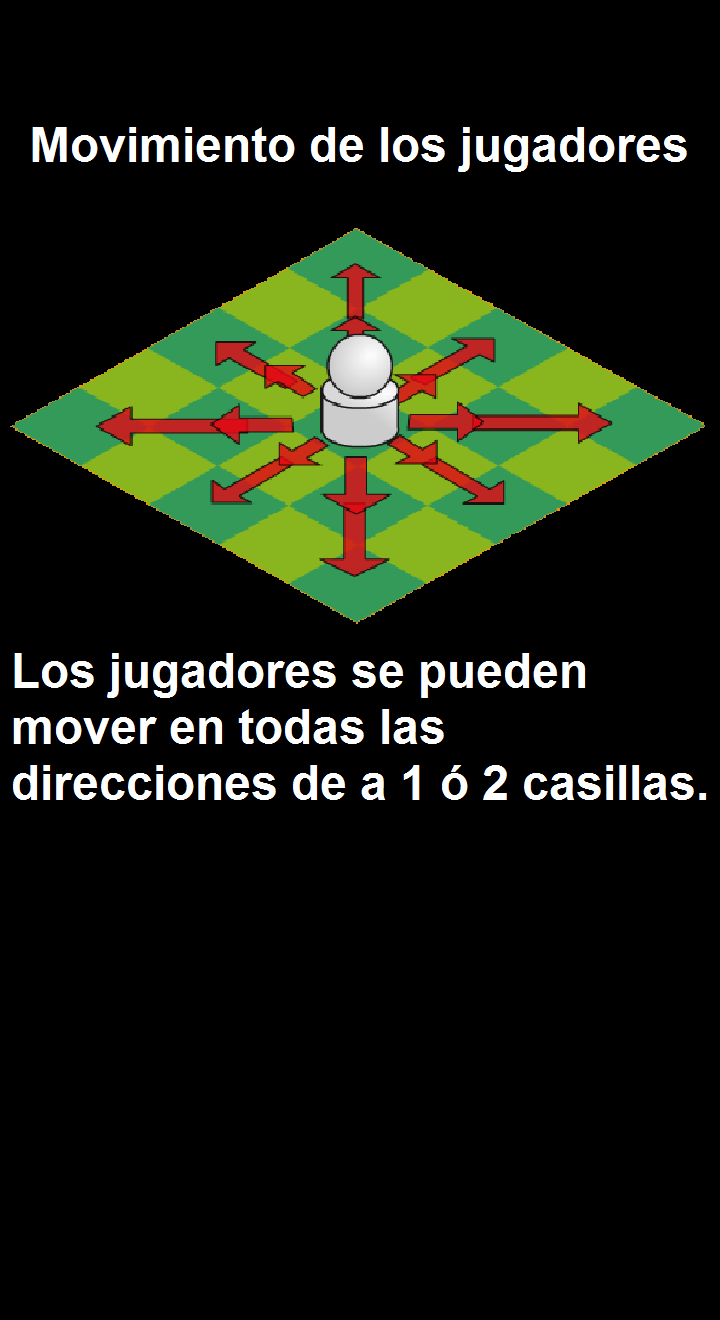 Movimiento de los jugadores
Los jugadores se pueden
mover en todas las
direcciones de a 1 ó 2 casillas.